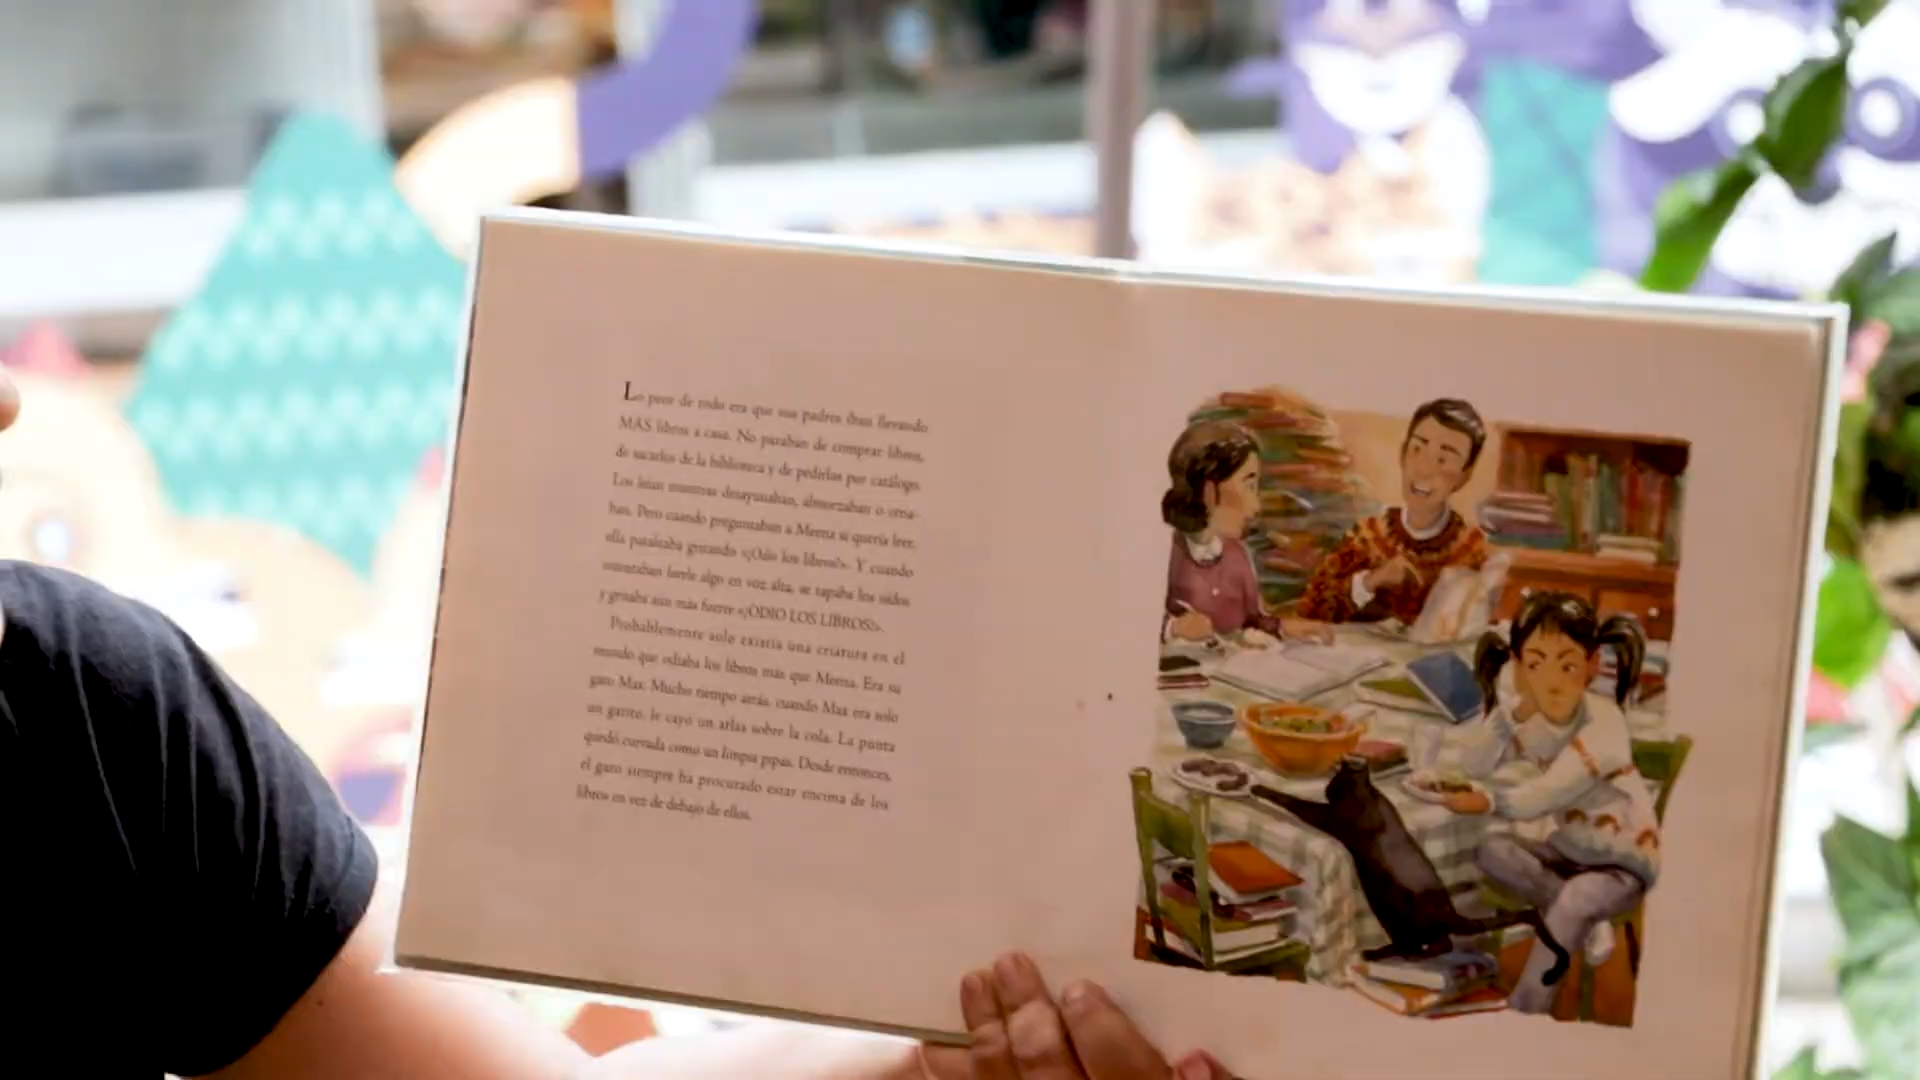 Lo peor de todo era que sus padres iban llevando
MÁS libros a casa. No paraban de comprar libros,
de sacarlos de la biblioteca y de pedirlos por catálogo.
Los leían mientras desayunaban, almorzaban o cena-
ban. Pero cuando preguntaban a Meena si quería leer,
ella pataleaba gritando «¡Odio los libros!». Y cuando
intentaban leerle algo en voz alta, se tapaba los oídos
y gritaba aun más fuerte «¡ODIO LOS LIBROS!».
Probablemente solo existía una criatura en el
mundo que odiaba los libros más que Meena. Era su
gato Max. Mucho tiempo atrás, cuando Max era solo
un gatito, le cayó un atlas sobre la cola. La punta
quedó curvada como un limpia pipas. Desde entonces,
el gato siempre ha procurado estar encima de los
libros en vez de debajo de ellos.